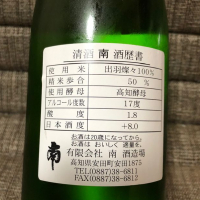 清酒 南 酒歴書
使用米 出羽燦々100%
精米歩合 50 %
使用酵母 高知酵母
アルコール度数 17度
酸度 1.8
日本酒度 +8.0
お酒は20歳になってから。
お酒は おいしく 適量を。
南 有限会社 南 酒造場
高知県安田町安田1875
TEL(0887)38-6811
FAX(0887)38-6812